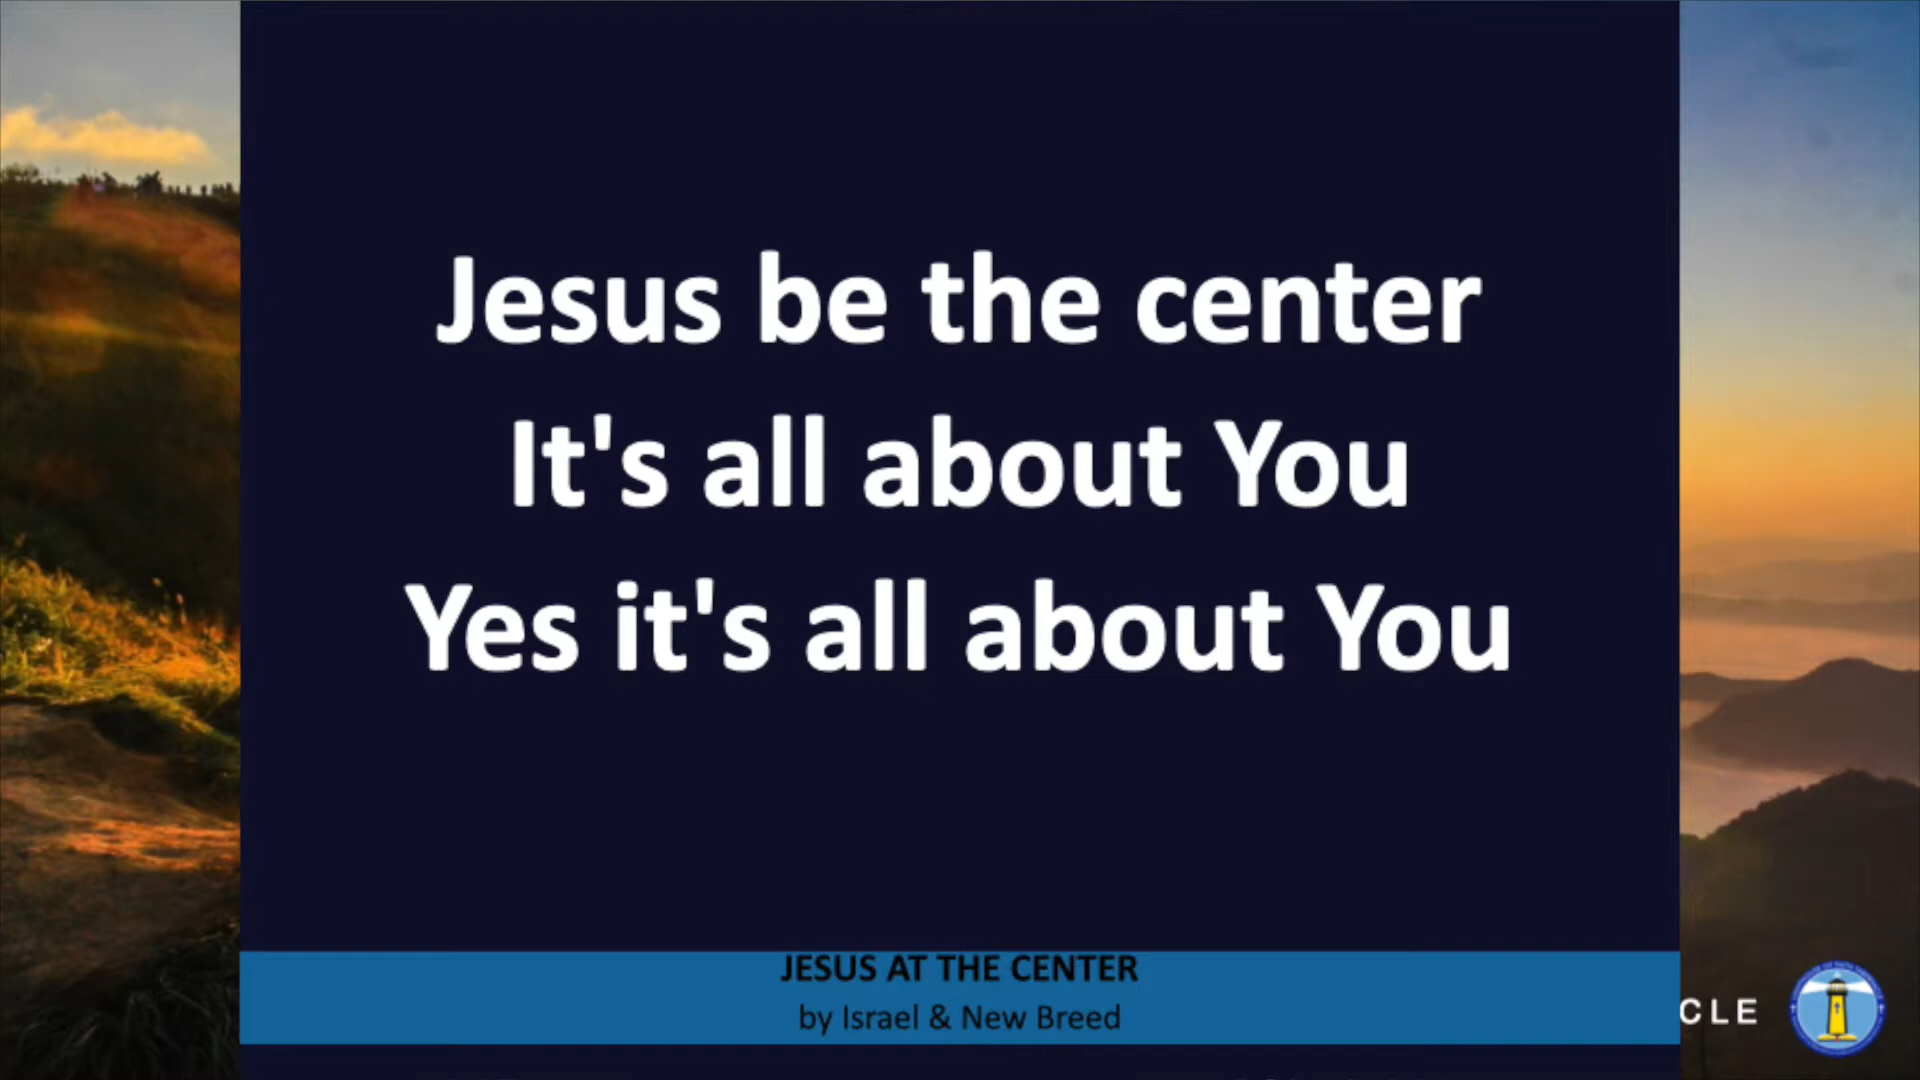 Jesus be the center
It's all about You
Yes it's all about You
JESUS AT THE CENTER
by Israel & New Breed
CLE